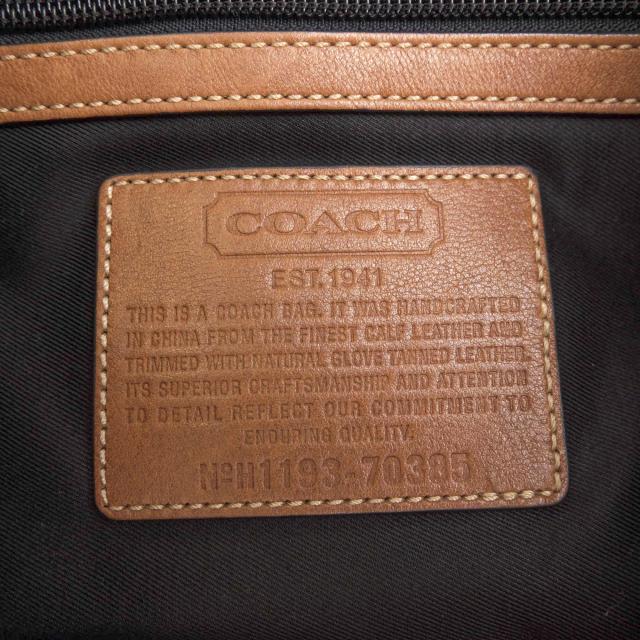 COACH
EST. 1941
THIS IS A COACH BAG. IT WAS HANDCRAFTED
IN CHINA FROM THE FINEST CALF LEATHER AND
TRIMMED WITH NATURAL GLOVE TANNED LEATHER.
ITS SUPERIOR CRAFTSMANSHIP AND ATTENTION
TO DETAIL REFLECT OUR COMMITMENT TO
ENDURING QUALITY.
Nº H1193-70385